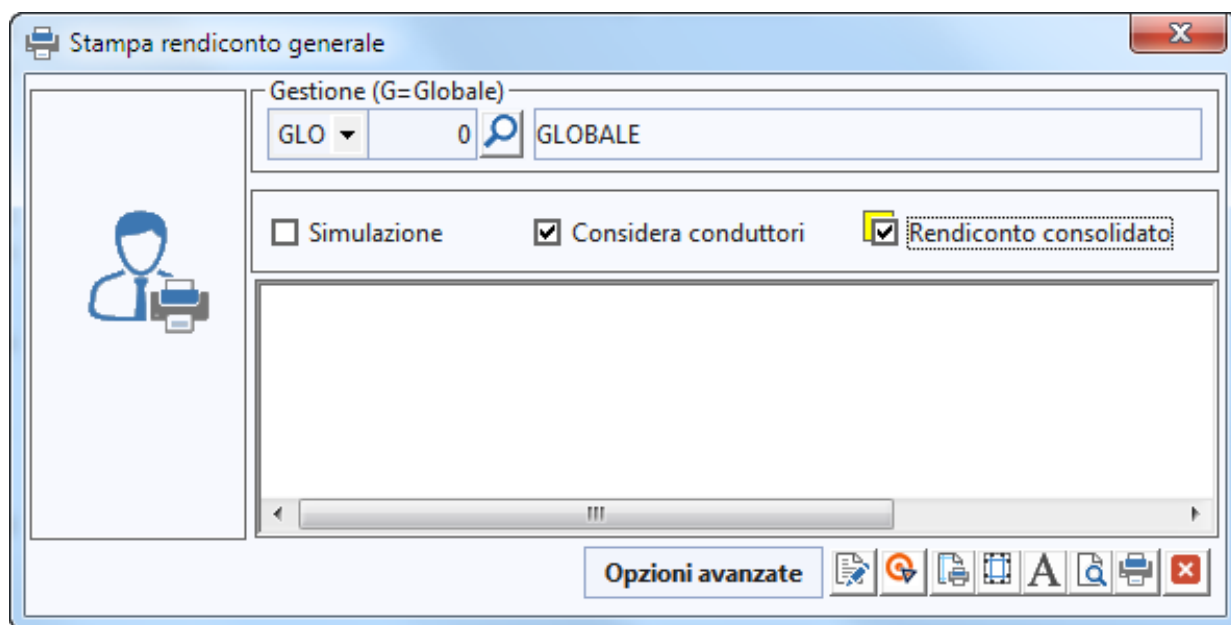 Stampa rendiconto generale
Gestione (G=Globale)
GLO 0 GLOBALE
Simulazione Considera conduttori Rendiconto consolidato
Opzioni avanzate